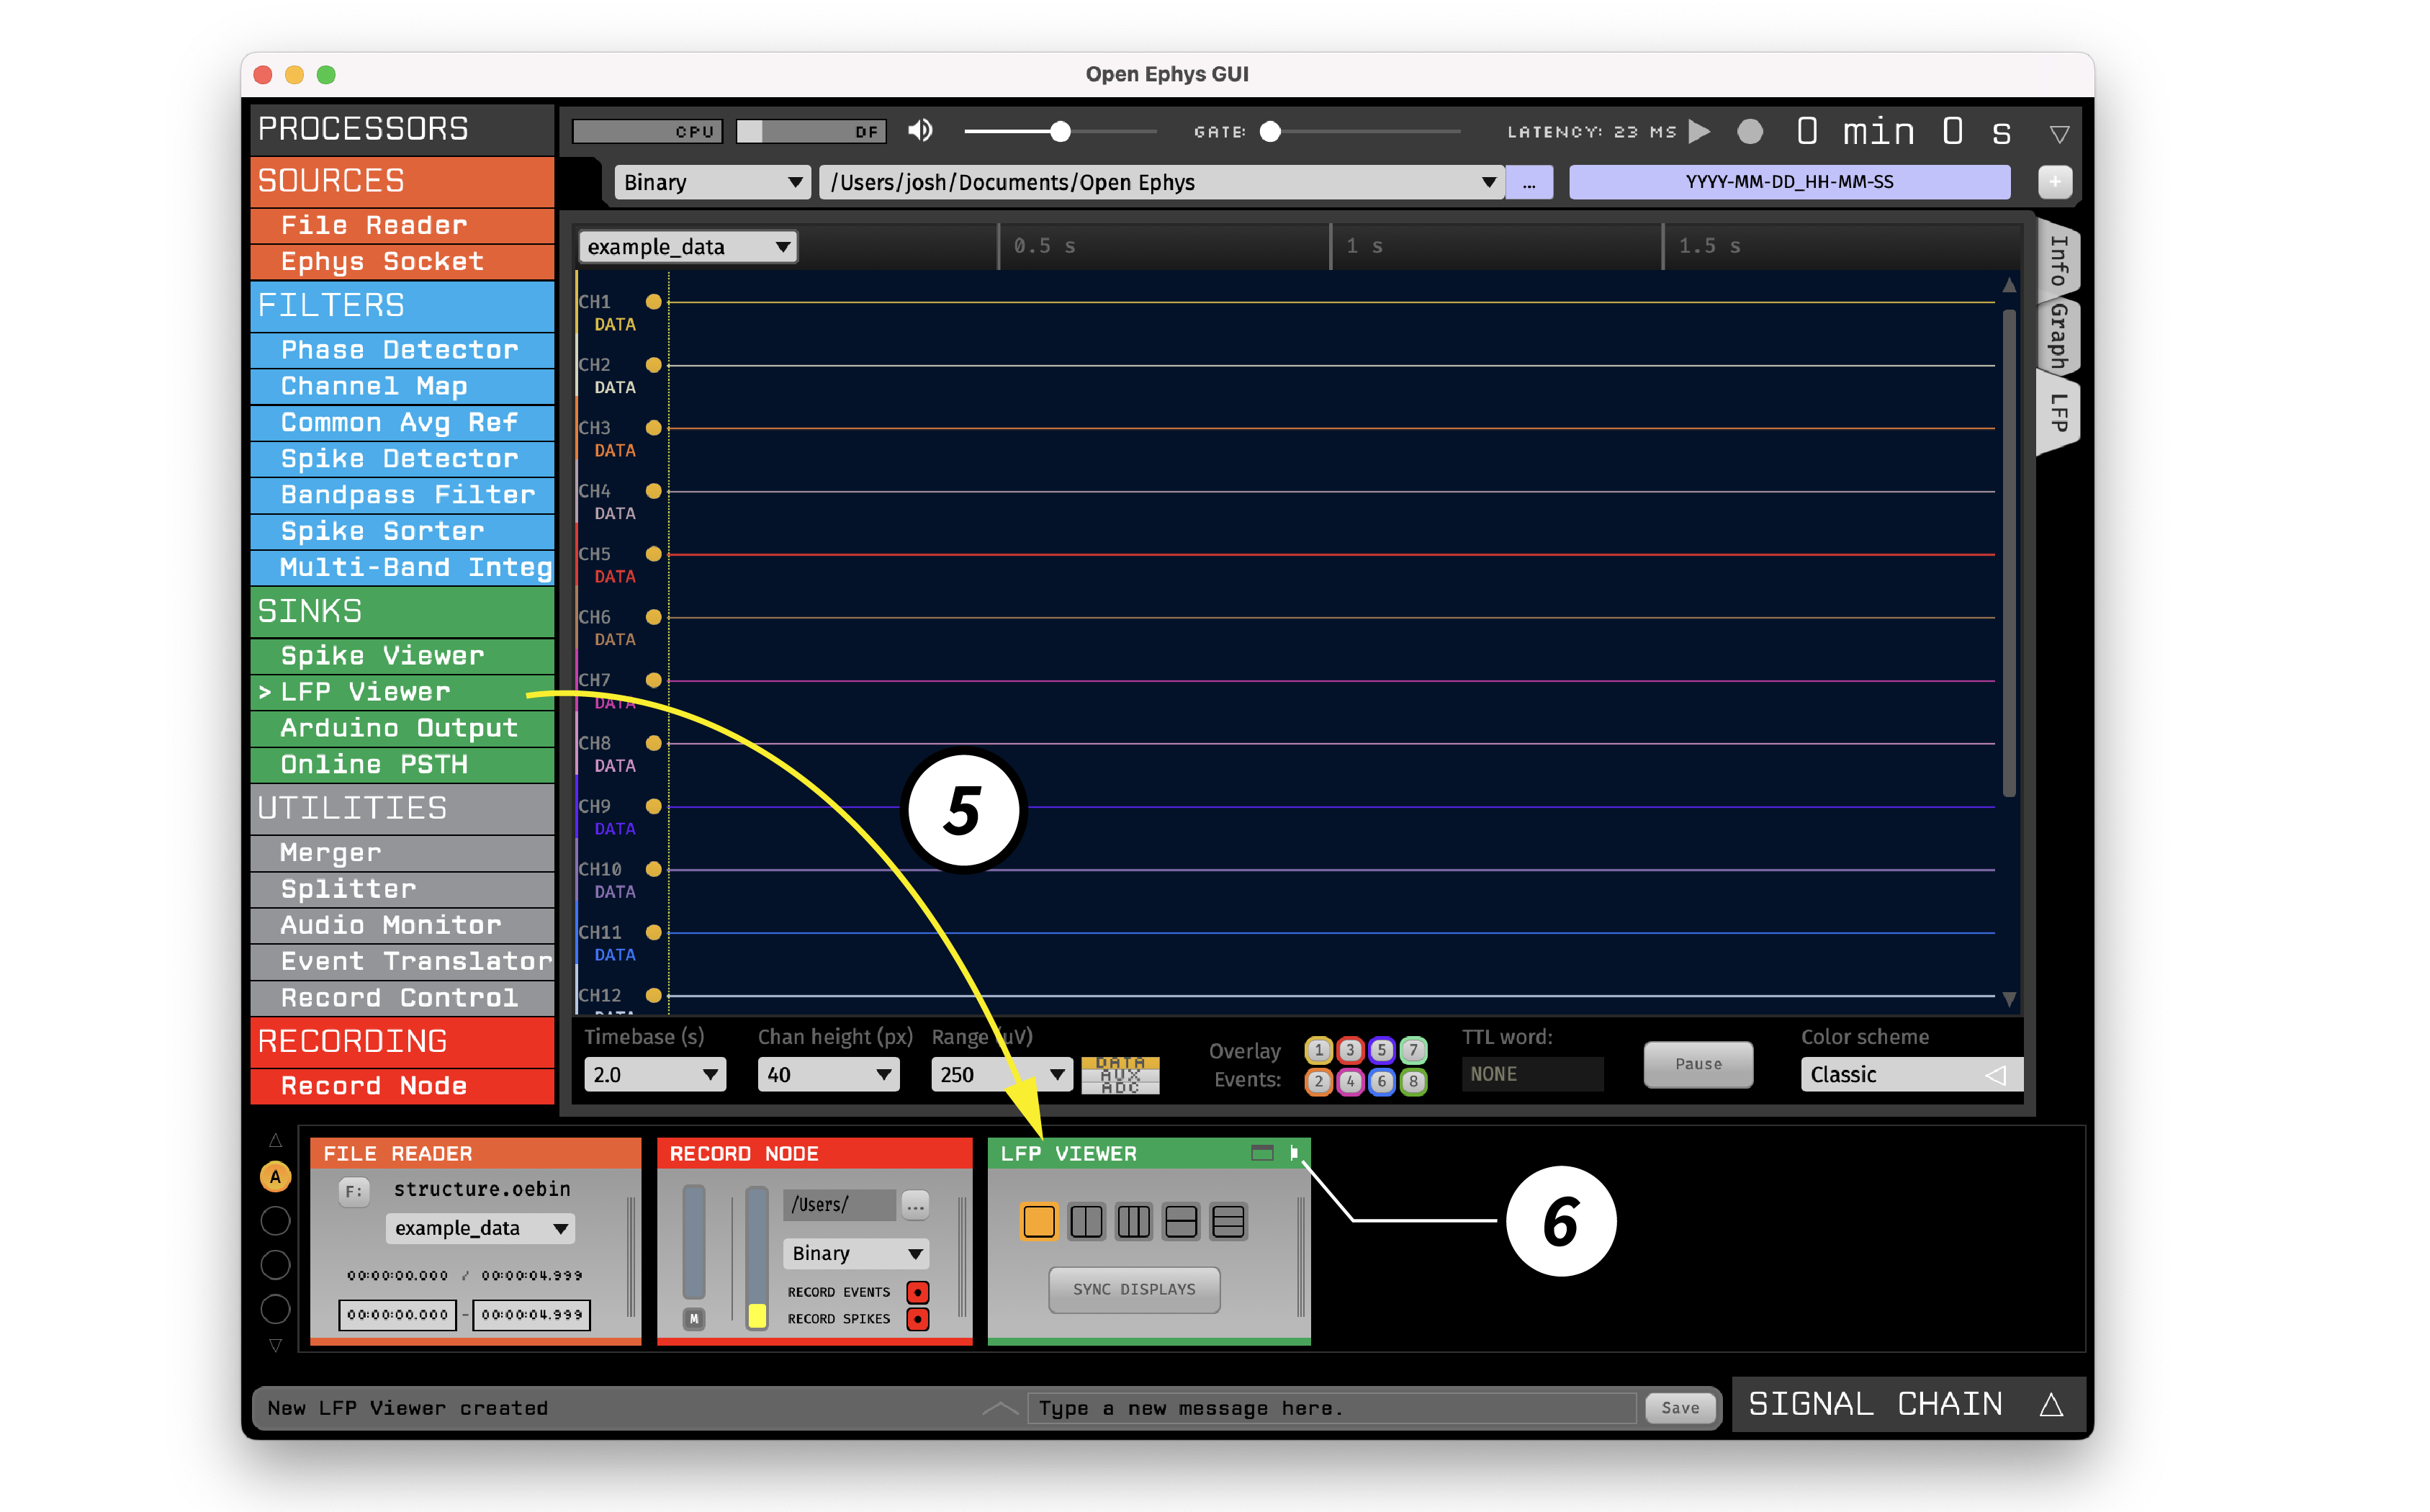 Open Ephys GUI
PROCESSORS
SOURCES
File Reader
Ephys Socket
FILTERS
Phase Detector
Channel Map
Common Avg Ref
Spike Detector
Bandpass Filter
Spike Sorter
Multi-Band Integ
SINKS
Spike Viewer
> LFP Viewer
Arduino Output
Online PSTH
UTILITIES
Merger
Splitter
Audio Monitor
Event Translator
Record Control
RECORDING
Record Node
CPU DF GATE: LATENCY: 23 MS 0 min 0 s
Binary /Users/josh/Documents/Open Ephys ... YYYY-MM-DD_HH-MM-SS +
example_data 0.5 s 1 s 1.5 s
Info
Graph
LFP
CH1
DATA
CH2
DATA
CH3
DATA
CH4
DATA
CH5
DATA
CH6
DATA
CH7
DATA
CH8
DATA
CH9
DATA
CH10
DATA
CH11
DATA
CH12
DATA
5
Timebase (s) Chan height (px) Range (uV) Overlay Events: TTL word: Color scheme
2.0 40 250 DATA AUX ADC 1 3 5 7 NONE Pause Classic
2 4 6 8
A
FILE READER
F: structure.oebin
example_data
00:00:00.000 / 00:00:04.999
00:00:00.000 - 00:00:04.999
RECORD NODE
/Users/ ...
Binary
RECORD EVENTS
M RECORD SPIKES
LFP VIEWER
SYNC DISPLAYS
6
New LFP Viewer created Type a new message here. Save SIGNAL CHAIN